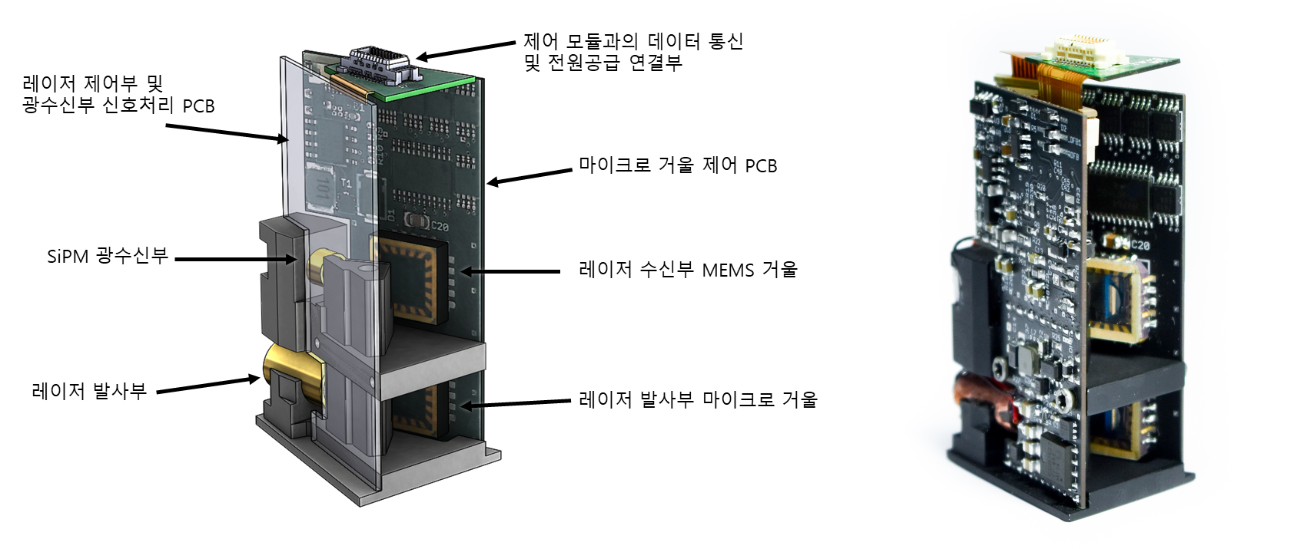 제어 모듈과의 데이터 통신
및 전원공급 연결부
레이저 제어부 및
광수신부 신호처리 PCB
마이크로 거울 제어 PCB
SiPM 광수신부
레이저 수신부 MEMS 거울
레이저 발사부
레이저 발사부 마이크로 거울
T1
C20
C20